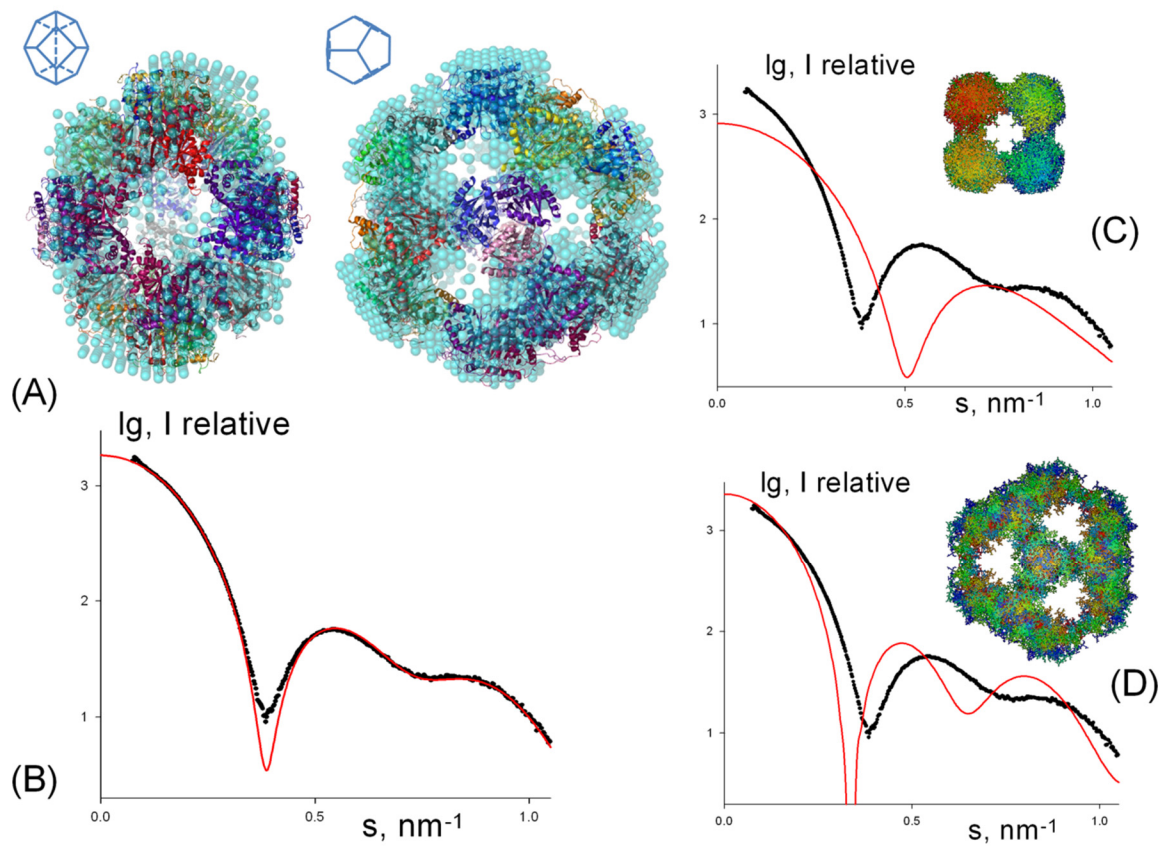 (A)
lg, I relative
3
2
1
0.0
0.5
1.0
s, nm-1
(B)
lg, I relative
3
2
1
0.0
0.5
1.0
s, nm-1
(C)
lg, I relative
3
2
1
0.0
0.5
1.0
s, nm-1
(D)